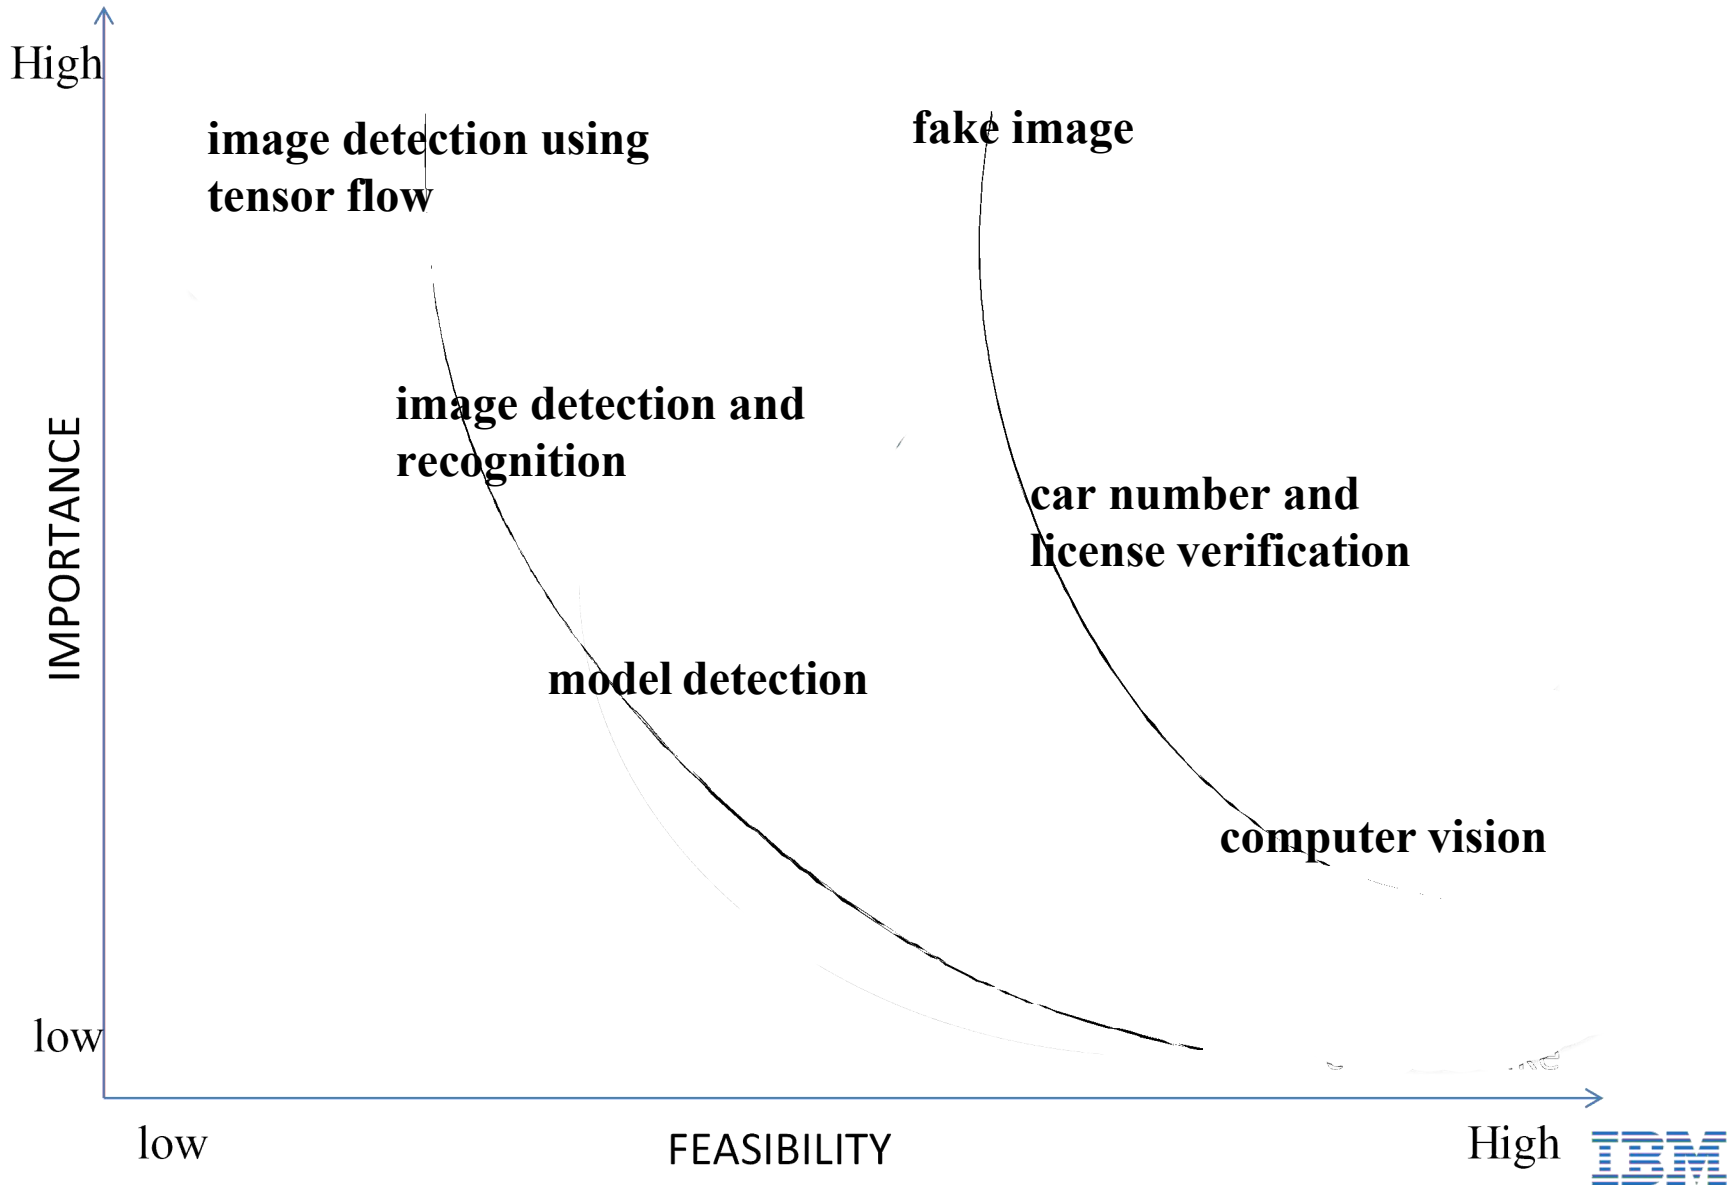 High
image detection using
tensor flow
fake image
image detection and
recognition
car number and
license verification
IMPORTANCE
model detection
computer vision
low
low
FEASIBILITY
High
IBM